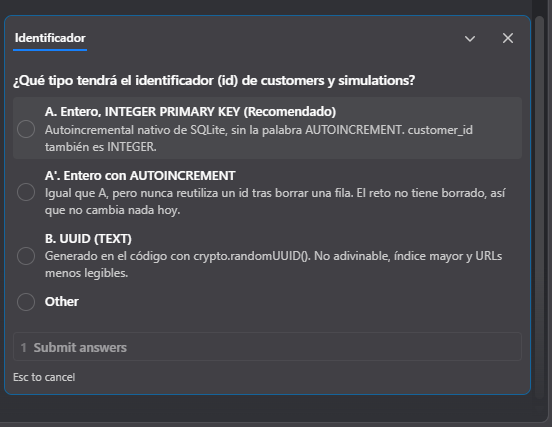 Identificador
¿Qué tipo tendrá el identificador (id) de customers y simulations?
A. Entero, INTEGER PRIMARY KEY (Recomendado)
Autoincremental nativo de SQLite, sin la palabra AUTOINCREMENT. customer_id
también es INTEGER.
A'. Entero con AUTOINCREMENT
Igual que A, pero nunca reutiliza un id tras borrar una fila. El reto no tiene borrado, así
que no cambia nada hoy.
B. UUID (TEXT)
Generado en el código con crypto.randomUUID(). No adivinable, índice mayor y URLs
menos legibles.
Other
1 Submit answers
Esc to cancel